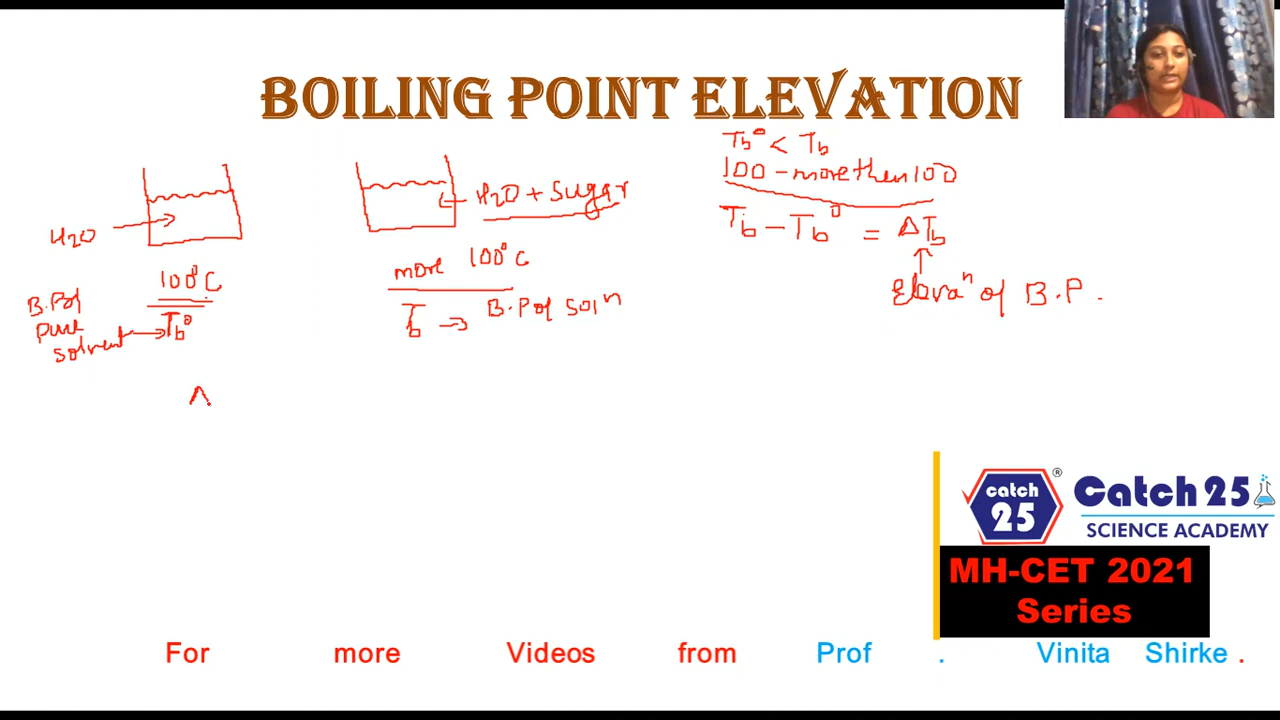 BOILING POINT ELEVATION
H₂O
100°C
B.P of
pure
solvent → Tb°
H₂O + Sugar
more 100°C
Tb → B.P of solⁿ
Tb° < Tb
100 - more then 100
Tb - Tb° = ΔTb
Elevaⁿ of B.P.
Λ
catch
25
®
Catch 25
SCIENCE ACADEMY
MH-CET 2021
Series
For more Videos from Prof . Vinita Shirke .